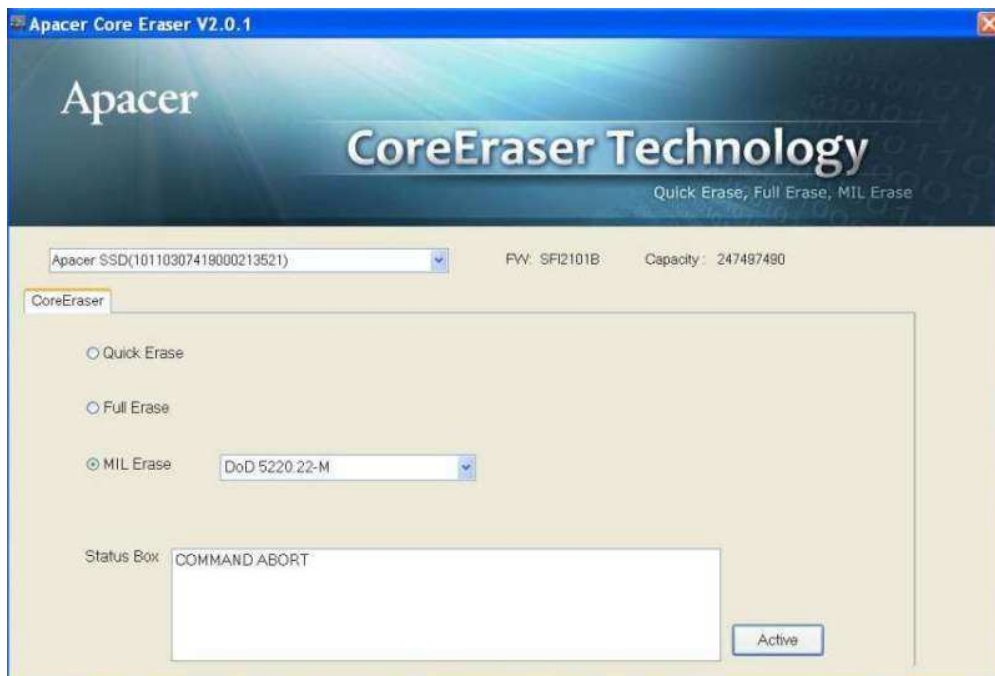 Apacer Core Eraser V2.0.1
Apacer
CoreEraser Technology
Quick Erase, Full Erase, MIL Erase
Apacer SSD(10110307419000213521) FW: SFI2101B Capacity: 247497490
CoreEraser
Quick Erase
Full Erase
MIL Erase DoD 5220.22-M
Status Box COMMAND ABORT
Active